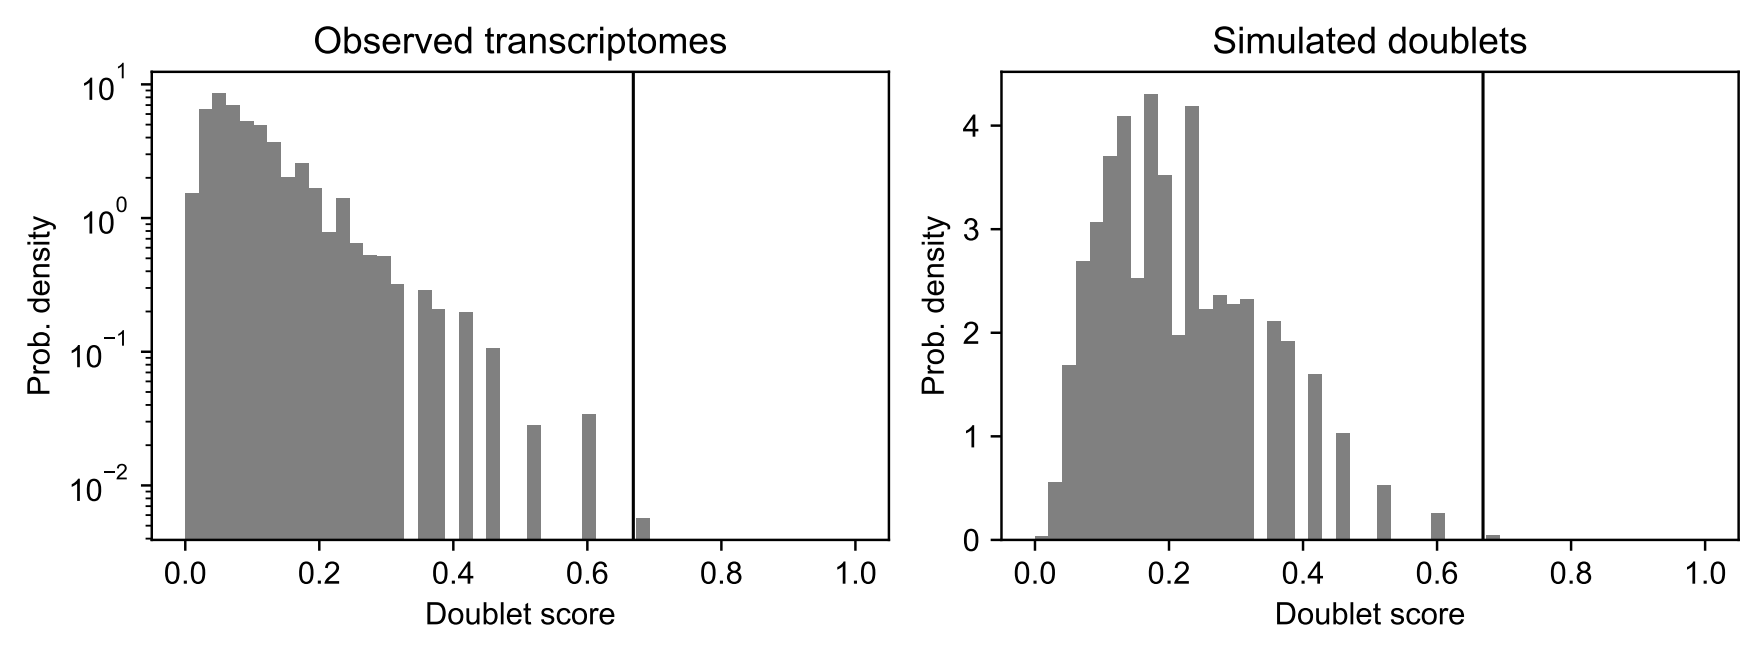 Observed transcriptomes
Prob. density
10^1
10^0
10^−1
10^−2
0.0 0.2 0.4 0.6 0.8 1.0
Doublet score
Simulated doublets
Prob. density
4
3
2
1
0
0.0 0.2 0.4 0.6 0.8 1.0
Doublet score